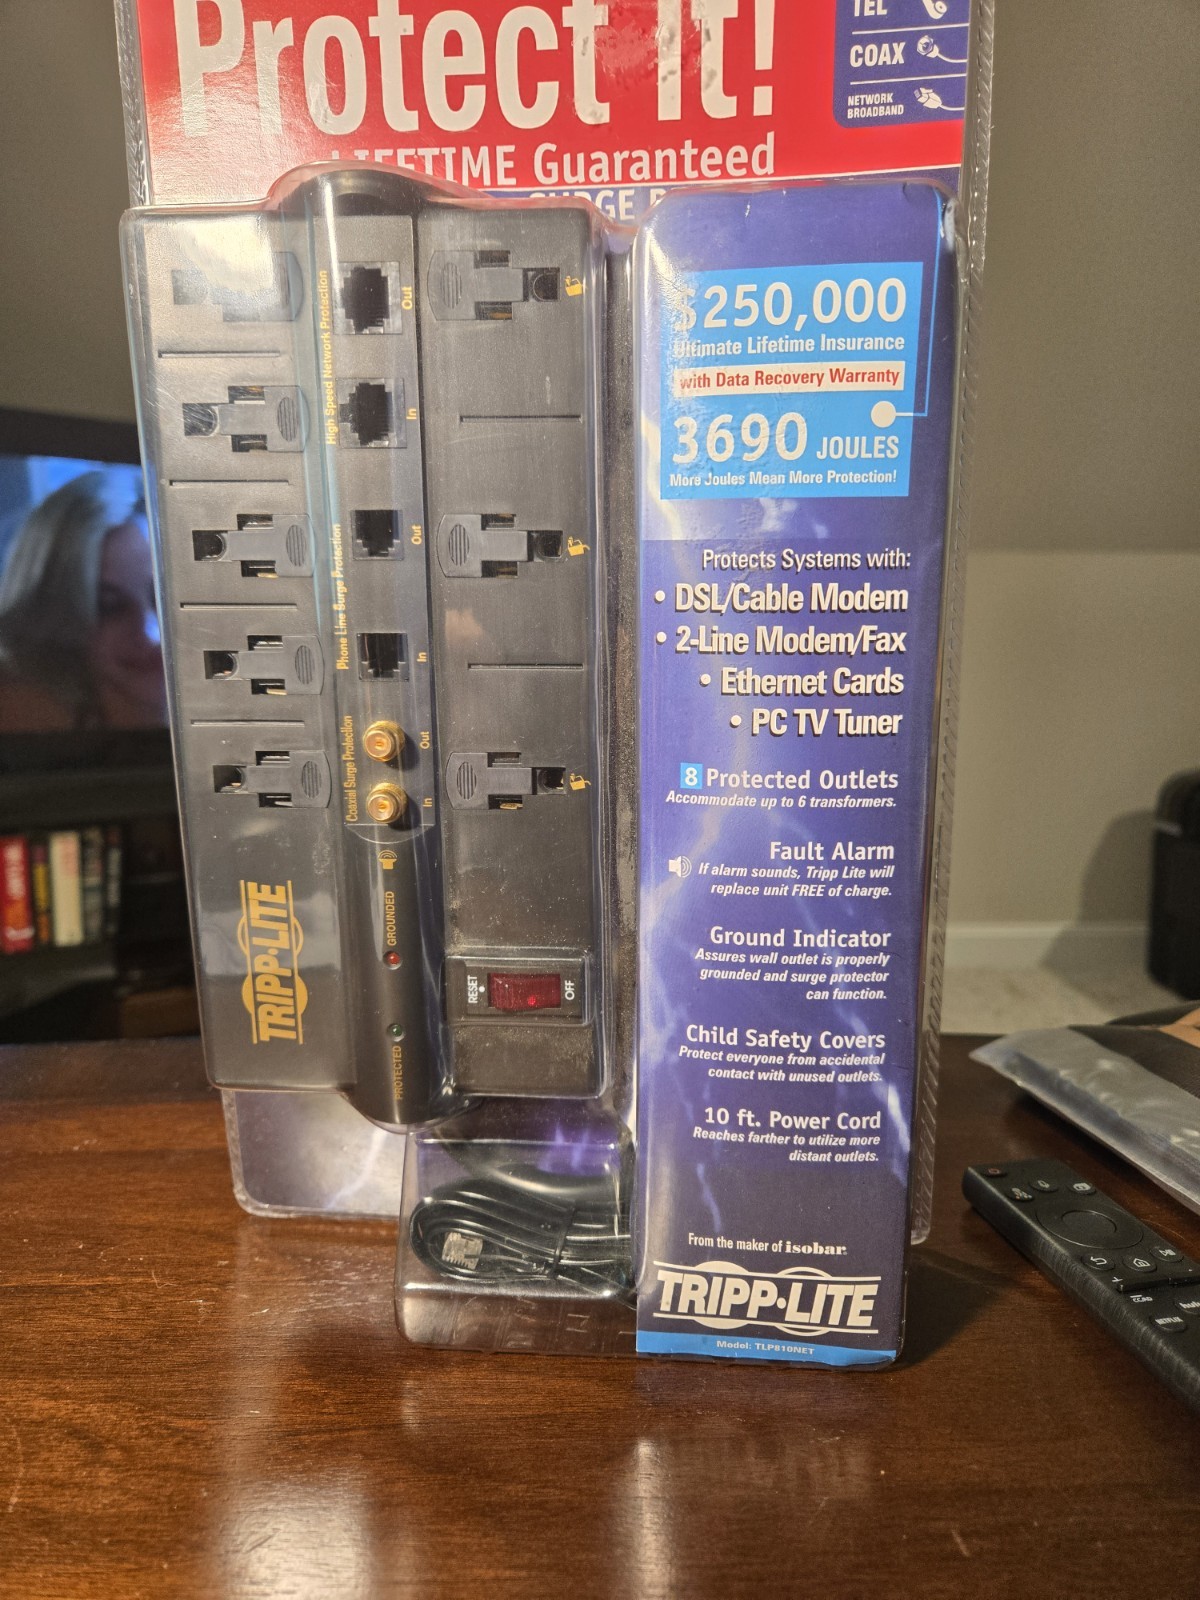 Protect It!
LIFETIME Guaranteed
SURGE
TEL
COAX
NETWORK
BROADBAND
High Speed Network Protection
Out
In
Phone Line Surge Protection
Out
In
Coaxial Surge Protection
Out
In
GROUNDED
PROTECTED
TRIPP·LITE
RESET
OFF
$250,000
Ultimate Lifetime Insurance
with Data Recovery Warranty
3690 JOULES
More Joules Mean More Protection!
Protects Systems with:
• DSL/Cable Modem
• 2-Line Modem/Fax
• Ethernet Cards
• PC TV Tuner
8 Protected Outlets
Accommodate up to 6 transformers.
Fault Alarm
If alarm sounds, Tripp Lite will
replace unit FREE of charge.
Ground Indicator
Assures wall outlet is properly
grounded and surge protector
can function.
Child Safety Covers
Protect everyone from accidental
contact with unused outlets.
10 ft. Power Cord
Reaches farther to utilize more
distant outlets.
From the maker of isobar.
TRIPP·LITE
Model: TLP810NET
NETFLIX